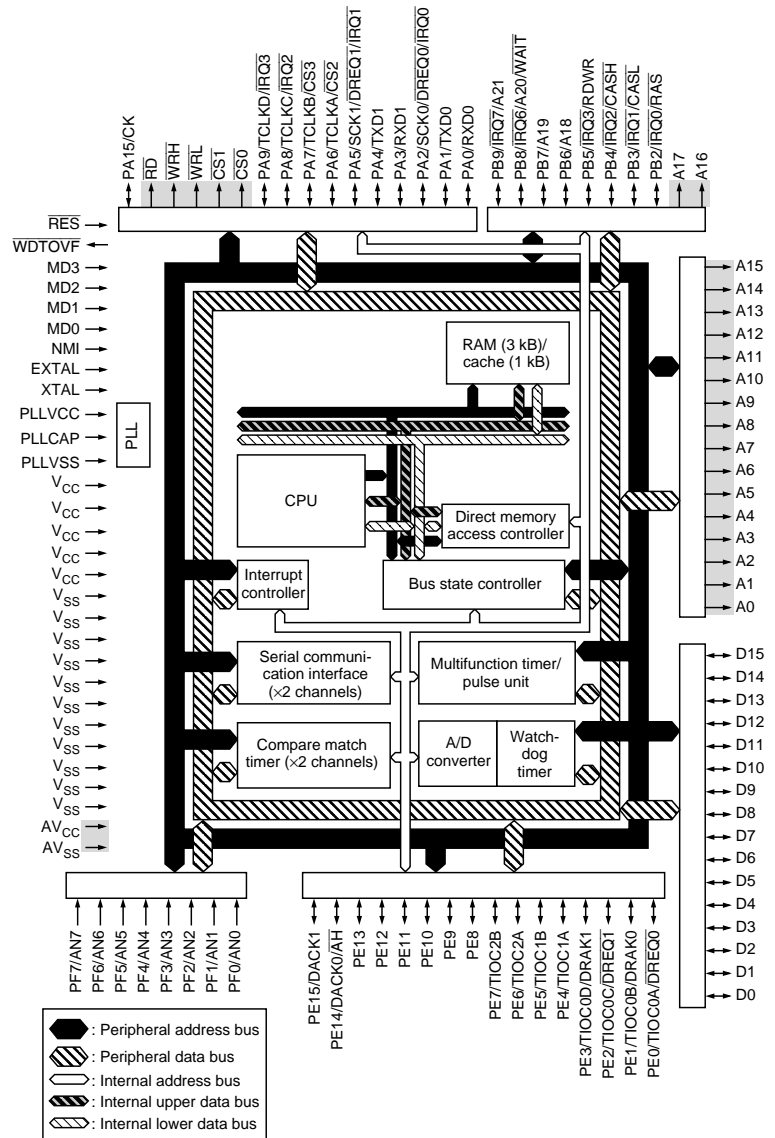 PA15/CK
RD
WRH
WRL
CS1
CS0
PA9/TCLKD/IRQ3
PA8/TCLKC/IRQ2
PA7/TCLKB/CS3
PA6/TCLKA/CS2
PA5/SCK1/DREQ1/IRQ1
PA4/TXD1
PA3/RXD1
PA2/SCK0/DREQ0/IRQ0
PA1/TXD0
PA0/RXD0
PB9/IRQ7/A21
PB8/IRQ6/A20/WAIT
PB7/A19
PB6/A18
PB5/IRQ3/RDWR
PB4/IRQ2/CASH
PB3/IRQ1/CASL
PB2/IRQ0/RAS
A17
A16
RES
WDTOVF
MD3
MD2
MD1
MD0
NMI
EXTAL
XTAL
PLLVCC
PLLCAP
PLLVSS
VCC
VCC
VCC
VCC
VCC
VSS
VSS
VSS
VSS
VSS
VSS
VSS
VSS
VSS
VSS
AVCC
AVSS
PLL
RAM (3 kB)/
cache (1 kB)
CPU
Direct memory
access controller
Interrupt
controller
Bus state controller
Serial communi-
cation interface
(×2 channels)
Multifunction timer/
pulse unit
Compare match
timer (×2 channels)
A/D
converter
Watch-
dog
timer
A15
A14
A13
A12
A11
A10
A9
A8
A7
A6
A5
A4
A3
A2
A1
A0
D15
D14
D13
D12
D11
D10
D9
D8
D7
D6
D5
D4
D3
D2
D1
D0
PF7/AN7
PF6/AN6
PF5/AN5
PF4/AN4
PF3/AN3
PF2/AN2
PF1/AN1
PF0/AN0
PE15/DACK1
PE14/DACK0/AH
PE13
PE12
PE11
PE10
PE9
PE8
PE7/TIOC2B
PE6/TIOC2A
PE5/TIOC1B
PE4/TIOC1A
PE3/TIOC0D/DRAK1
PE2/TIOC0C/DREQ1
PE1/TIOC0B/DRAK0
PE0/TIOC0A/DREQ0
: Peripheral address bus
: Peripheral data bus
: Internal address bus
: Internal upper data bus
: Internal lower data bus